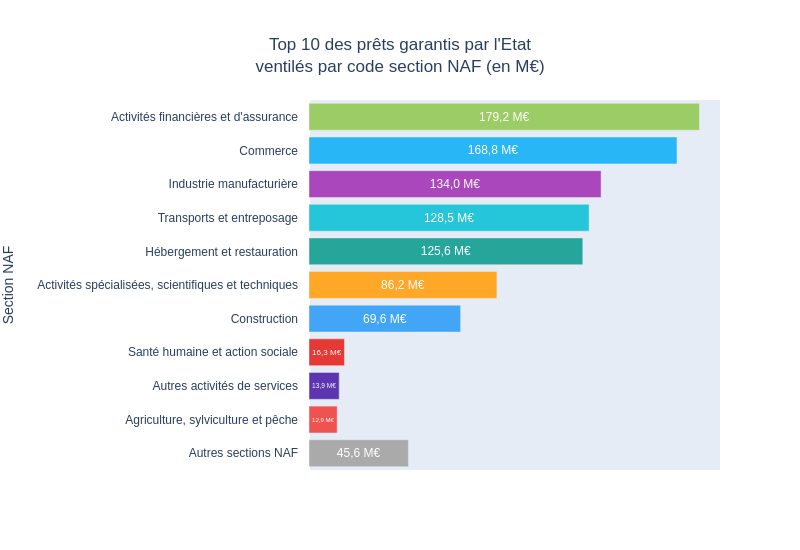 Top 10 des prêts garantis par l'Etat
ventilés par code section NAF (en M€)
Section NAF
Activités financières et d'assurance 179,2 M€
Commerce 168,8 M€
Industrie manufacturière 134,0 M€
Transports et entreposage 128,5 M€
Hébergement et restauration 125,6 M€
Activités spécialisées, scientifiques et techniques 86,2 M€
Construction 69,6 M€
Santé humaine et action sociale 16,3 M€
Autres activités de services 13,9 M€
Agriculture, sylviculture et pêche 12,9 M€
Autres sections NAF 45,6 M€